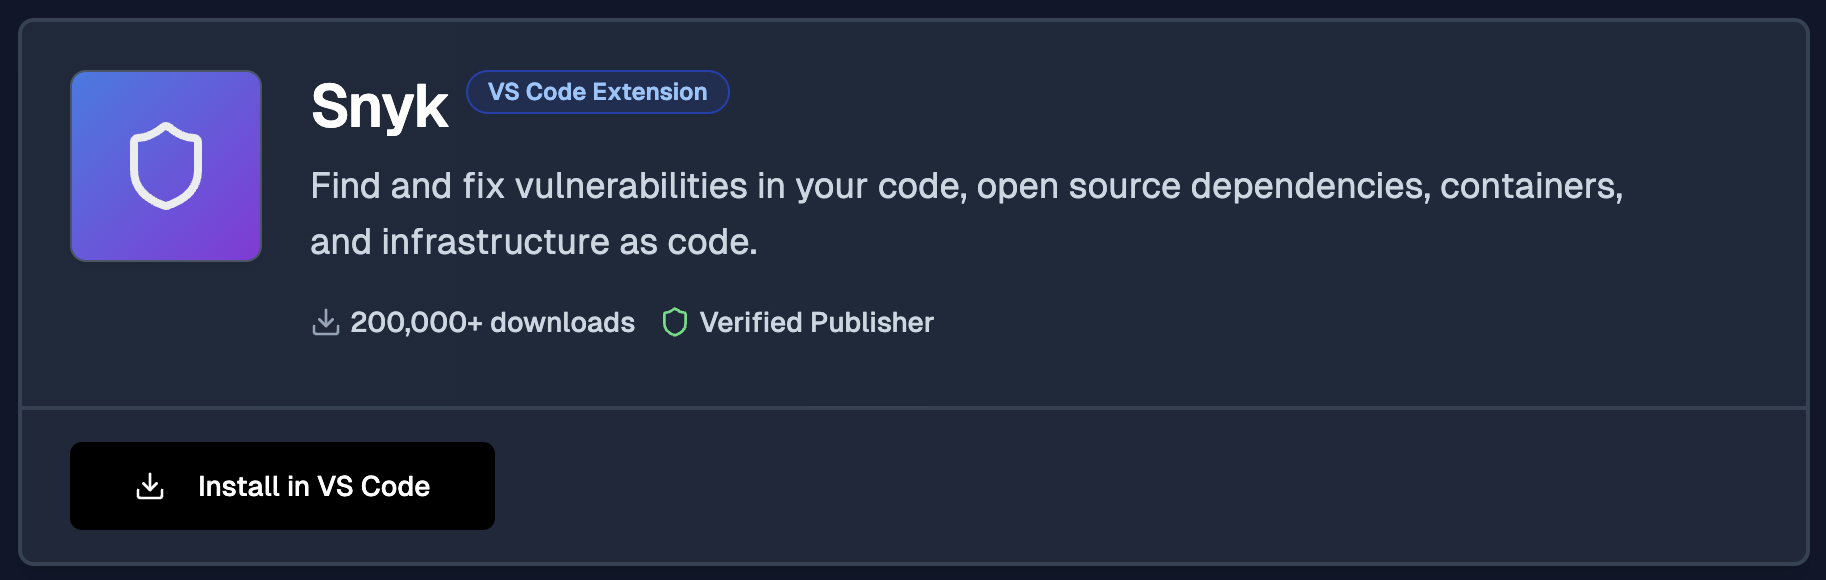 Snyk
VS Code Extension
Find and fix vulnerabilities in your code, open source dependencies, containers,
and infrastructure as code.
200,000+ downloads
Verified Publisher
Install in VS Code